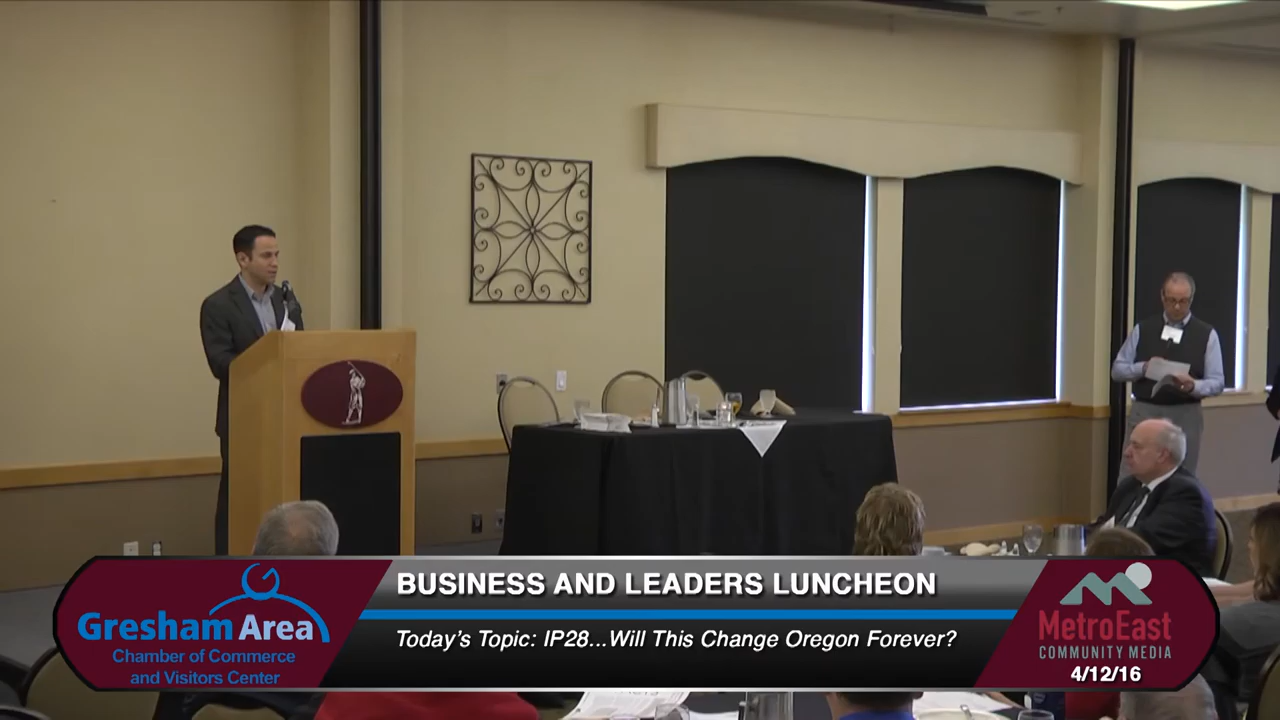 BUSINESS AND LEADERS LUNCHEON
Today's Topic: IP28...Will This Change Oregon Forever?
Gresham Area
Chamber of Commerce
and Visitors Center
MetroEast
COMMUNITY MEDIA
4/12/16